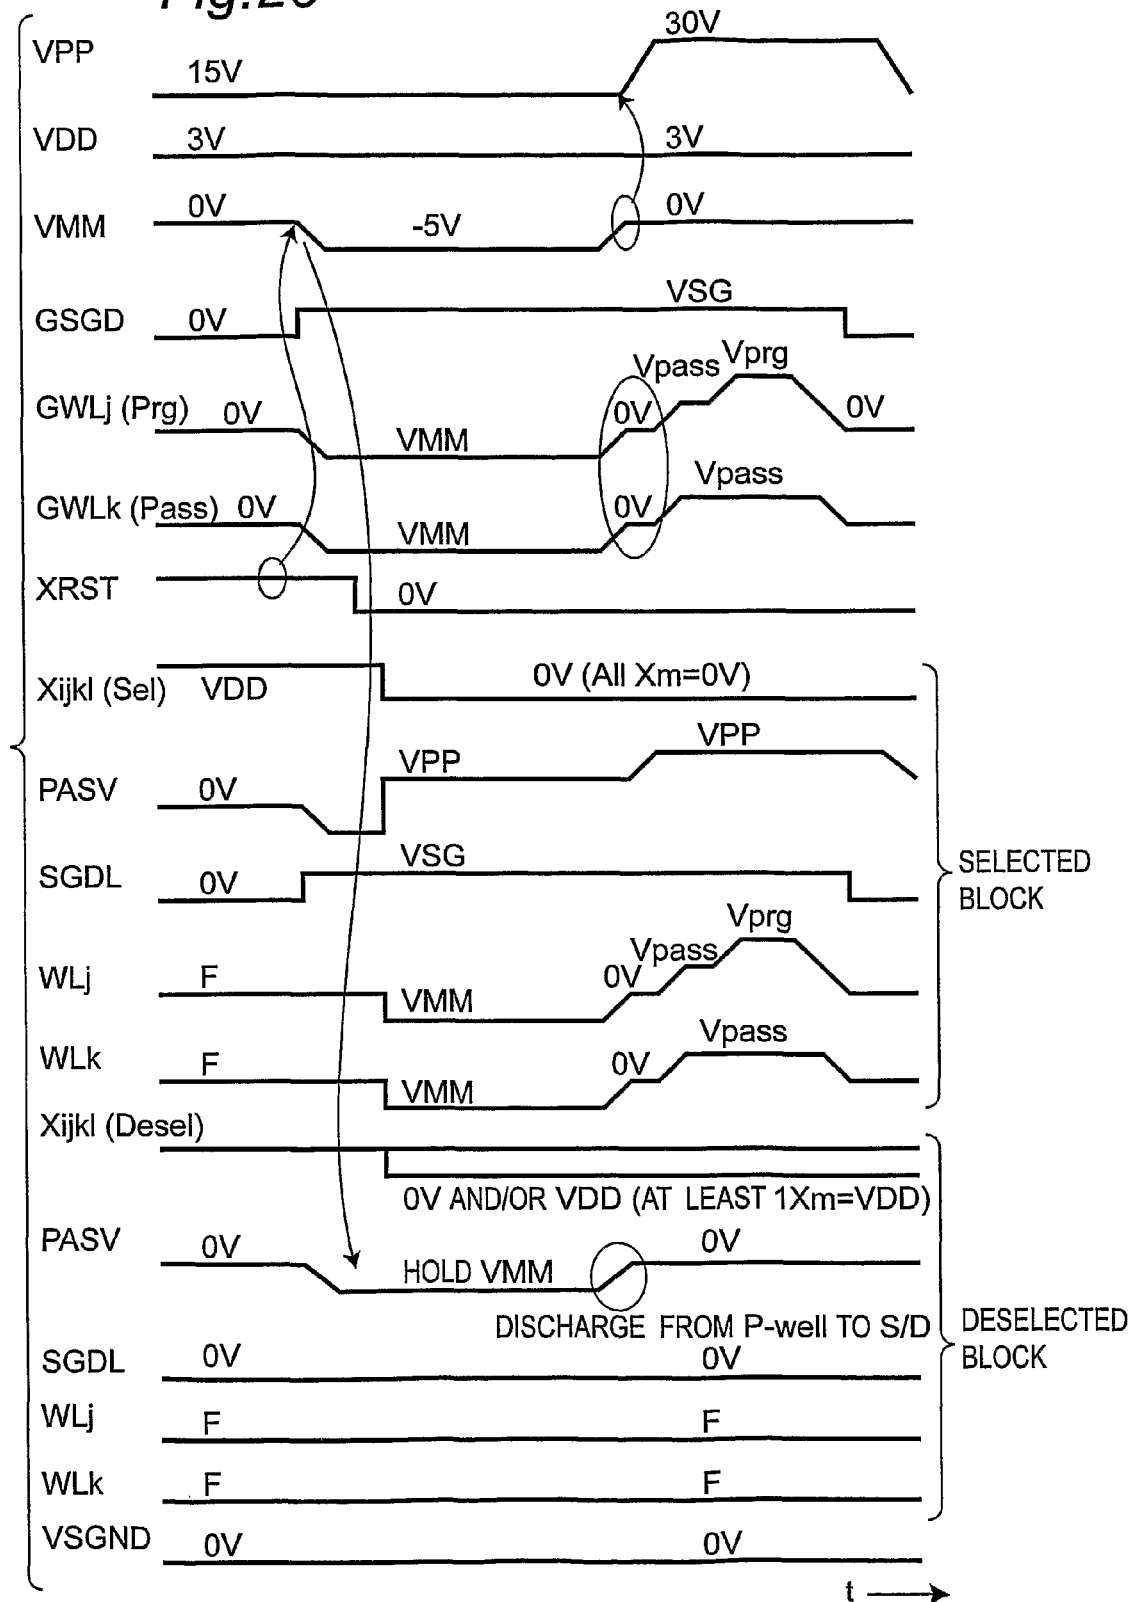 VPP 15V 30V
VDD 3V 3V
VMM 0V -5V 0V
GSGD 0V VSG
GWLj (Prg) 0V VMM 0V Vpass Vprg 0V
GWLk (Pass) 0V VMM 0V Vpass
XRST 0V
Xijkl (Sel) VDD 0V (All Xm=0V)
PASV 0V VPP VPP
SGDL 0V VSG
SELECTED
BLOCK
WLj F VMM 0V Vpass Vprg
WLk F VMM 0V Vpass
Xijkl (Desel)
0V AND/OR VDD (AT LEAST 1Xm=VDD)
PASV 0V HOLD VMM 0V
DISCHARGE FROM P-well TO S/D
DESELECTED
BLOCK
SGDL 0V 0V
WLj F F
WLk F F
VSGND 0V 0V
t